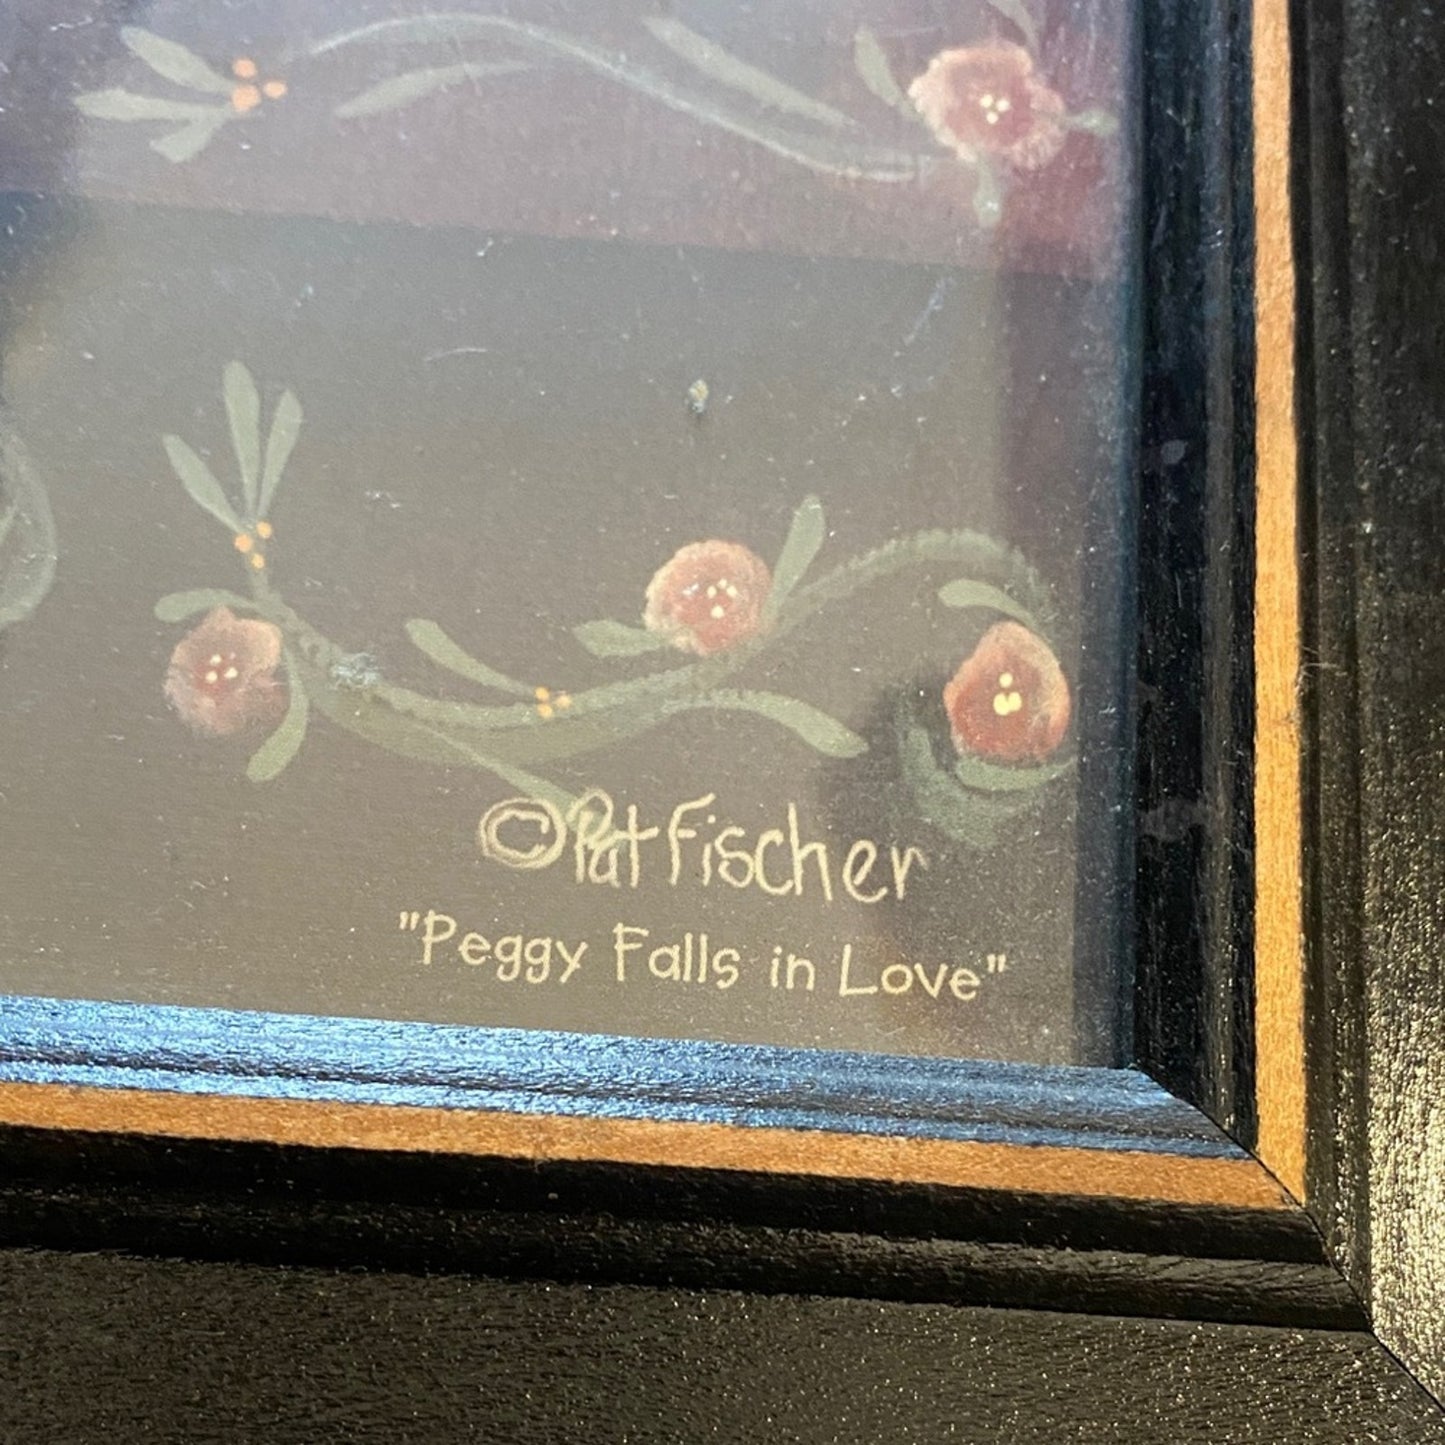 ©Pat Fischer
"Peggy Falls in Love"